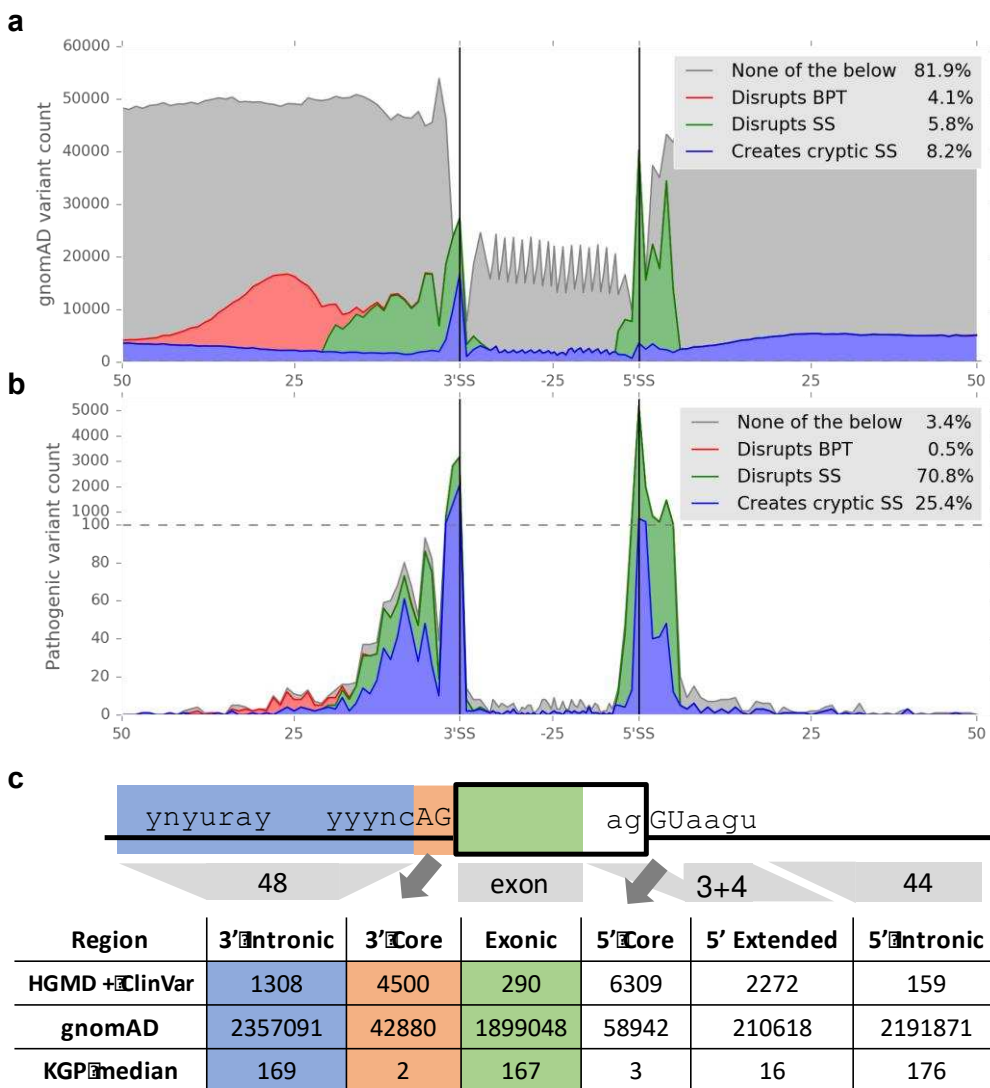 a
60000
50000
40000
30000
20000
10000
0
gnomAD variant count
None of the below 81.9%
Disrupts BPT 4.1%
Disrupts SS 5.8%
Creates cryptic SS 8.2%
50 25 3'SS -25 5'SS 25 50
b
5000
4000
3000
2000
1000
100
80
60
40
20
0
Pathogenic variant count
None of the below 3.4%
Disrupts BPT 0.5%
Disrupts SS 70.8%
Creates cryptic SS 25.4%
50 25 3'SS -25 5'SS 25 50
c
ynyuray yyyncAG ag GUaagu
48 exon 3+4 44
Region 3' Intronic 3' Core Exonic 5' Core 5' Extended 5' Intronic
HGMD + ClinVar 1308 4500 290 6309 2272 159
gnomAD 2357091 42880 1899048 58942 210618 2191871
KGP median 169 2 167 3 16 176